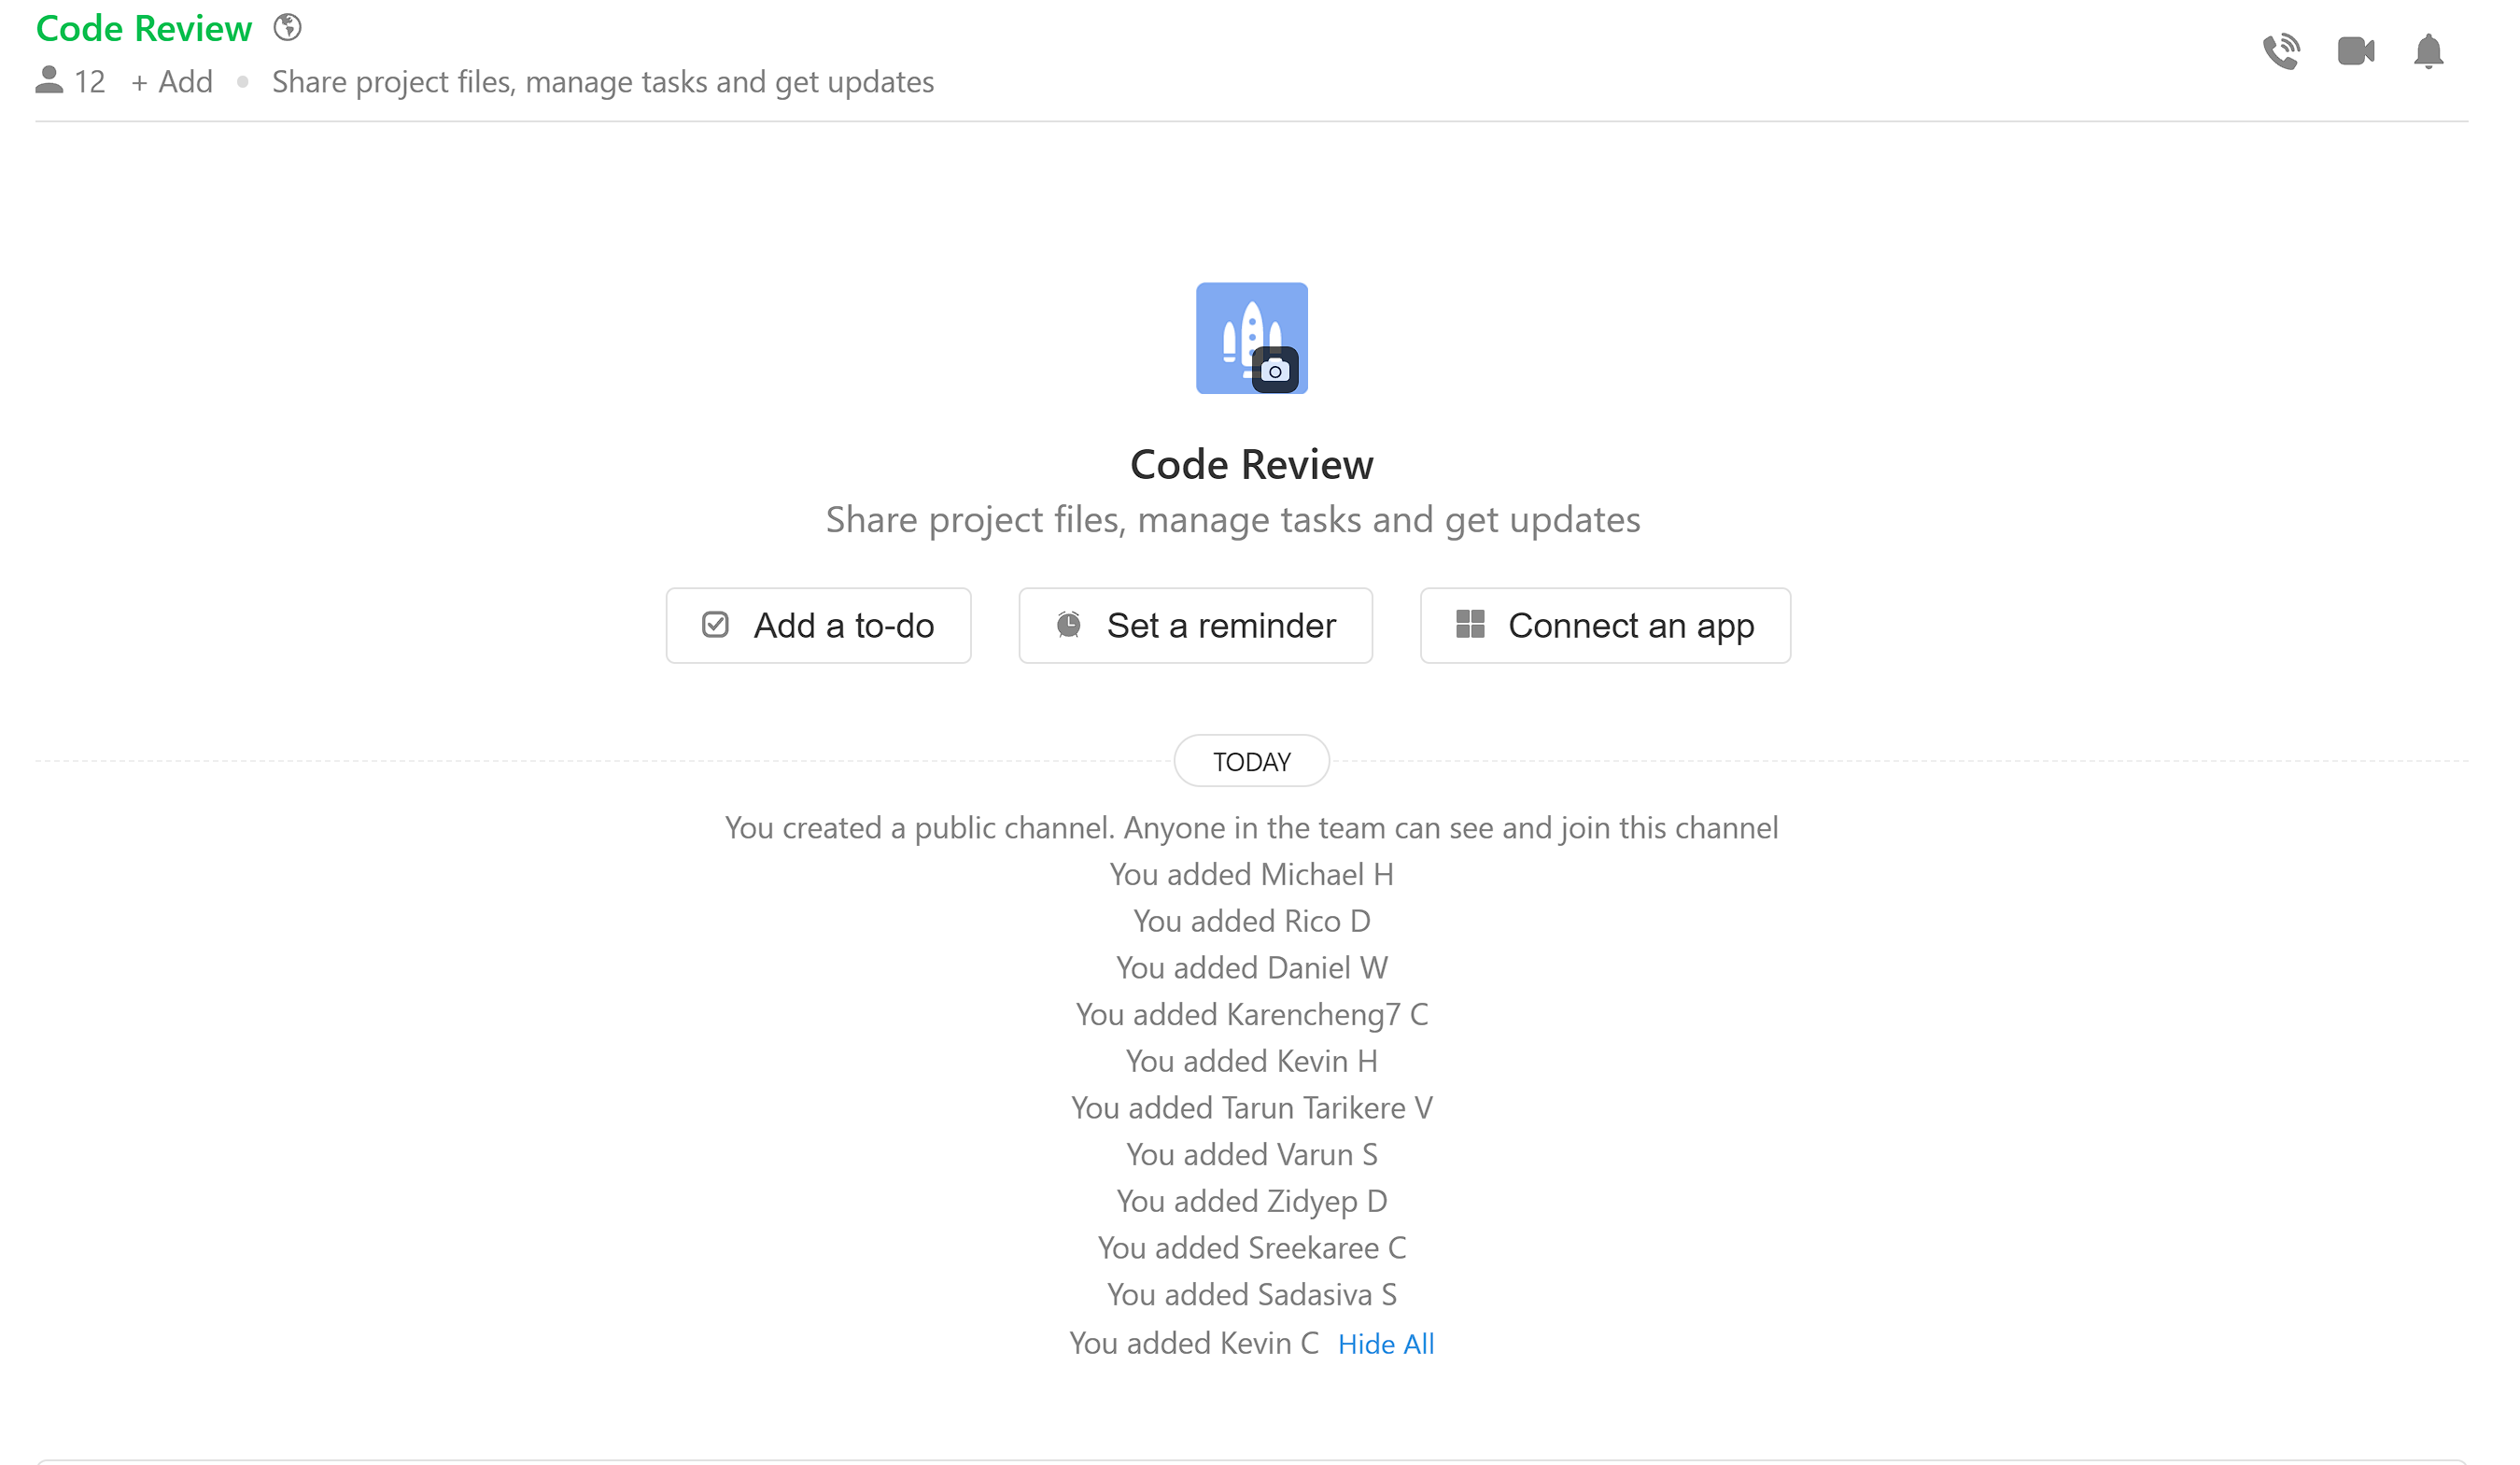 Code Review
12 + Add Share project files, manage tasks and get updates
Code Review
Share project files, manage tasks and get updates
Add a to-do Set a reminder Connect an app
TODAY
You created a public channel. Anyone in the team can see and join this channel
You added Michael H
You added Rico D
You added Daniel W
You added Karencheng7 C
You added Kevin H
You added Tarun Tarikere V
You added Varun S
You added Zidyep D
You added Sreekaree C
You added Sadasiva S
You added Kevin C Hide All